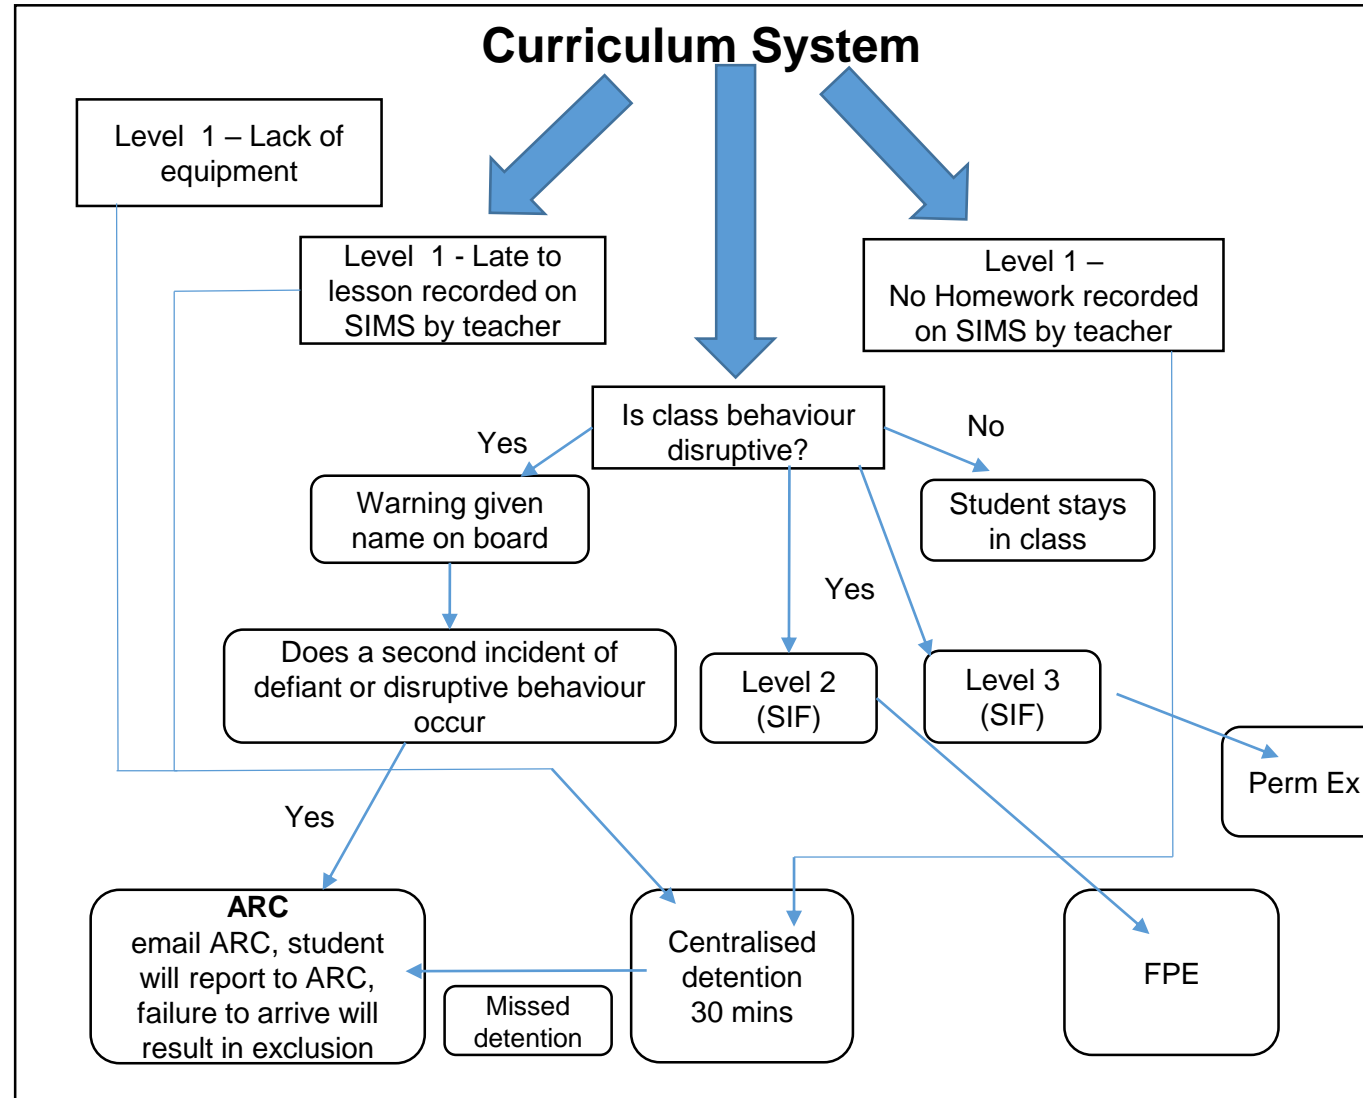 Curriculum System
Level 1 – Lack of
equipment
Level 1 - Late to
lesson recorded on
SIMS by teacher
Level 1 –
No Homework recorded
on SIMS by teacher
Is class behaviour
disruptive?
Yes
No
Warning given
name on board
Student stays
in class
Yes
Does a second incident of
defiant or disruptive behaviour
occur
Level 2
(SIF)
Level 3
(SIF)
Perm Ex
Yes
ARC
email ARC, student
will report to ARC,
failure to arrive will
result in exclusion
Missed
detention
Centralised
detention
30 mins
FPE